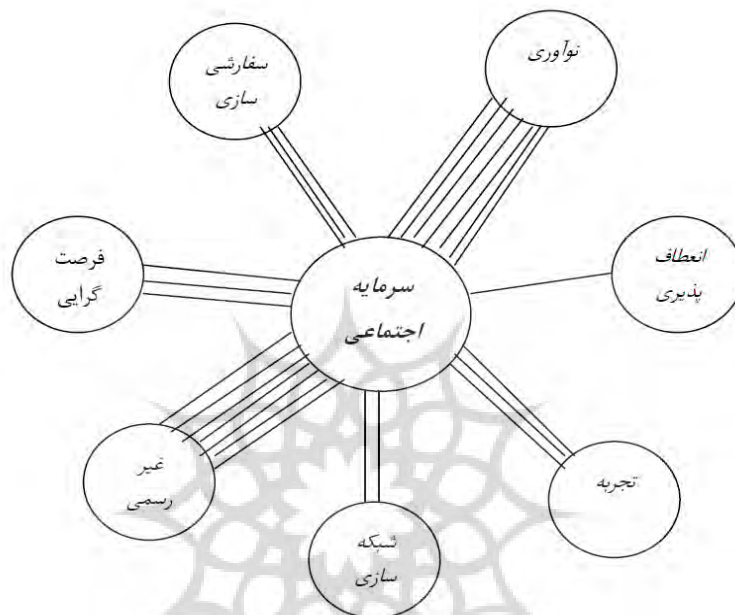 نوآوری
سفارشی
سازی
انعطاف
پذیری
فرصت
گرایی
سرمایه
اجتماعی
تجربه
غیر
رسمی
شبکه
سازی